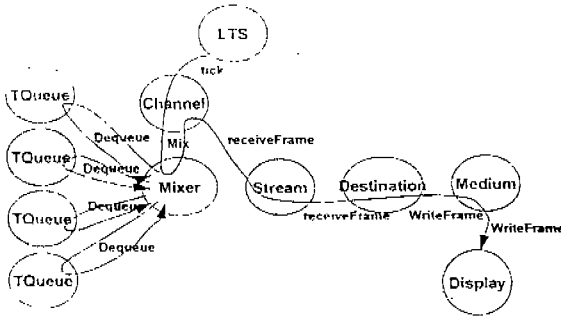 LTS
tick
TQueue
Channel
Dequeue
Mix
receiveFrame
TQueue
Dequeue
Mixer
Stream
Destination
Medium
TQueue
Dequeue
receiveFrame
WriteFrame
WriteFrame
Dequeue
TQueue
Display